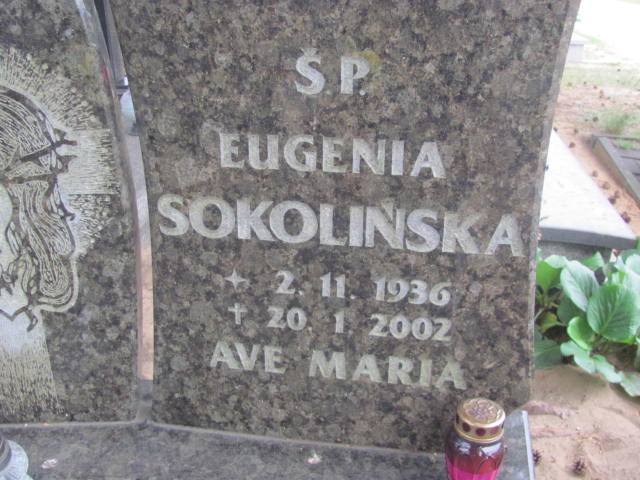 ŚP.
EUGENIA
SOKOLIŃSKA
2. 11. 1936
20. 1. 2002
AVE MARIA